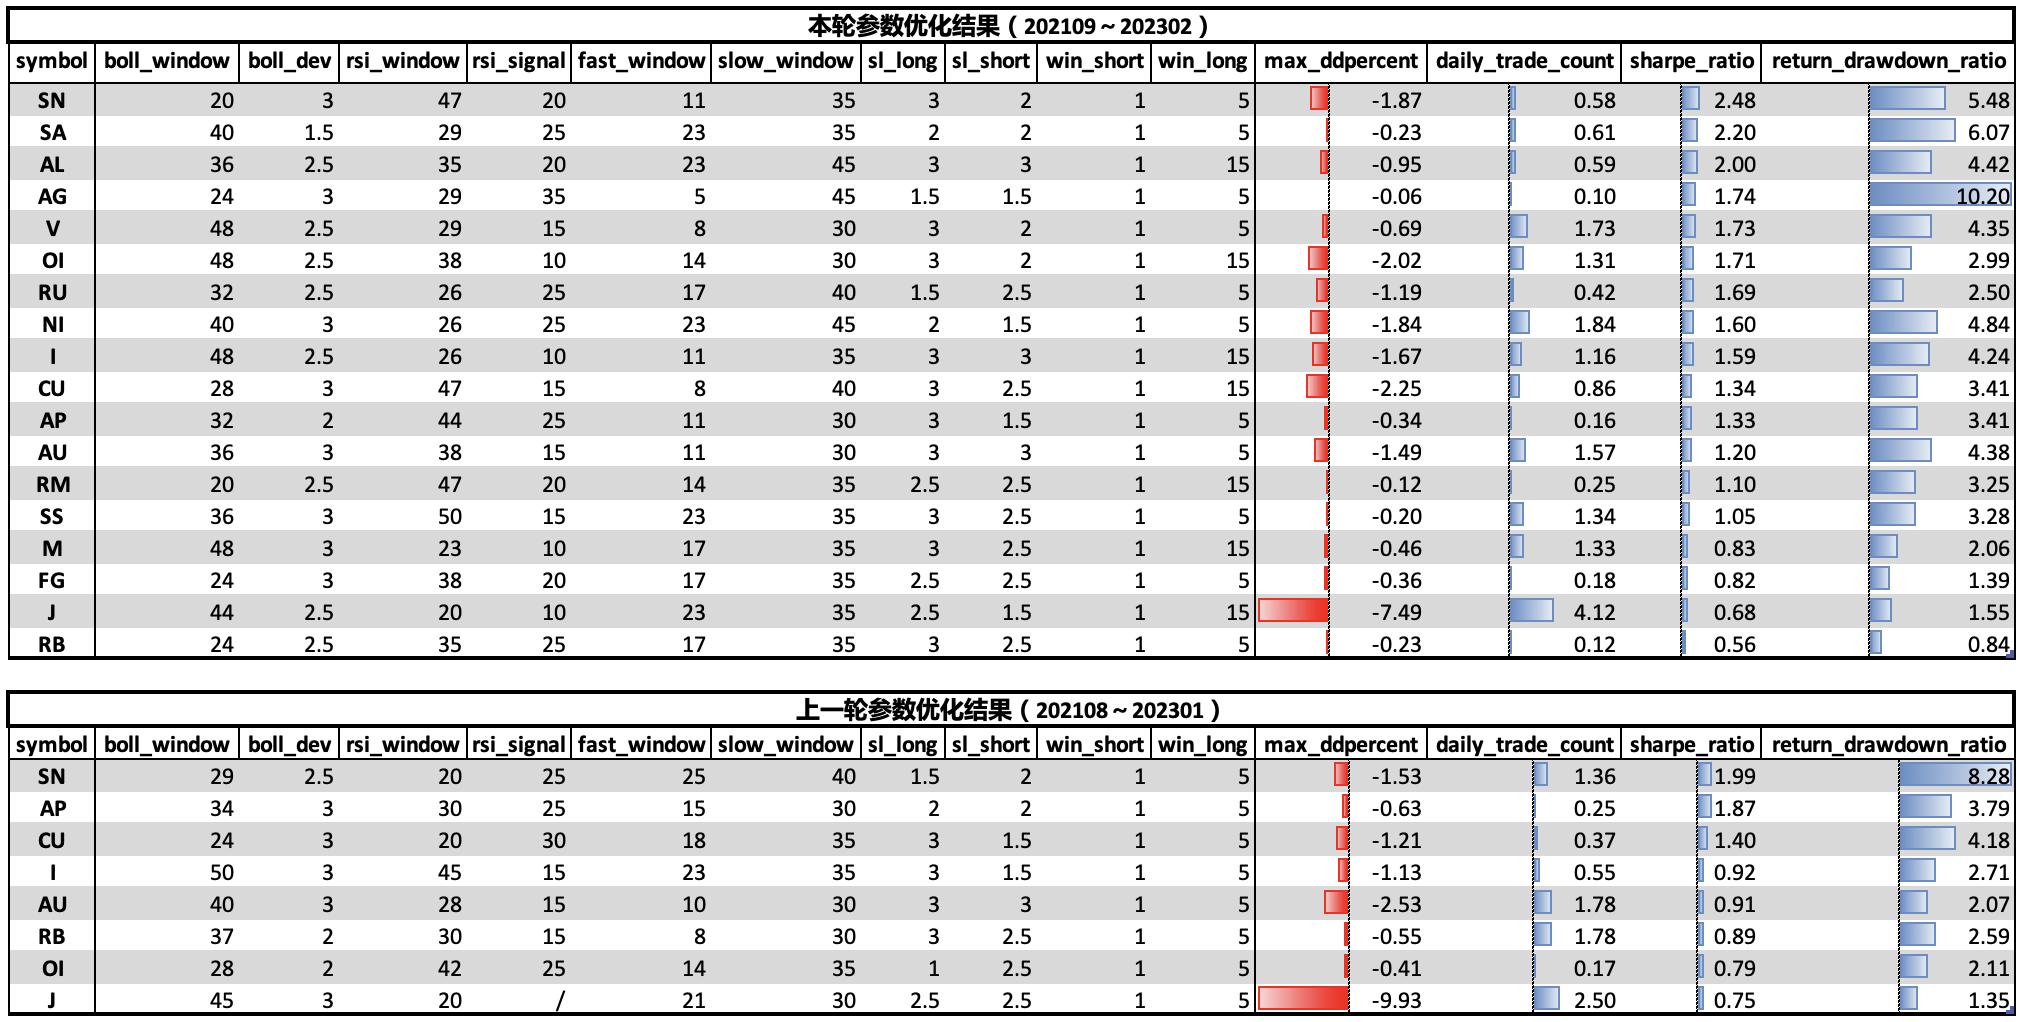 本轮参数优化结果（202109～202302）
symbol boll_window boll_dev rsi_window rsi_signal fast_window slow_window sl_long sl_short win_short win_long max_ddpercent daily_trade_count sharpe_ratio return_drawdown_ratio
SN 20 3 47 20 11 35 3 2 1 5 -1.87 0.58 2.48 5.48
SA 40 1.5 29 25 23 35 2 2 1 5 -0.23 0.61 2.20 6.07
AL 36 2.5 35 20 23 45 3 3 1 15 -0.95 0.59 2.00 4.42
AG 24 3 29 35 5 45 1.5 1.5 1 5 -0.06 0.10 1.74 10.20
V 48 2.5 29 15 8 30 3 2 1 5 -0.69 1.73 1.73 4.35
OI 48 2.5 38 10 14 30 3 2 1 15 -2.02 1.31 1.71 2.99
RU 32 2.5 26 25 17 40 1.5 2.5 1 5 -1.19 0.42 1.69 2.50
NI 40 3 26 25 23 45 2 1.5 1 5 -1.84 1.84 1.60 4.84
I 48 2.5 26 10 11 35 3 3 1 15 -1.67 1.16 1.59 4.24
CU 28 3 47 15 8 40 3 2.5 1 15 -2.25 0.86 1.34 3.41
AP 32 2 44 25 11 30 3 1.5 1 5 -0.34 0.16 1.33 3.41
AU 36 3 38 15 11 30 3 3 1 5 -1.49 1.57 1.20 4.38
RM 20 2.5 47 20 14 35 2.5 2.5 1 15 -0.12 0.25 1.10 3.25
SS 36 3 50 15 23 35 3 2.5 1 5 -0.20 1.34 1.05 3.28
M 48 3 23 10 17 35 3 2.5 1 15 -0.46 1.33 0.83 2.06
FG 24 3 38 20 17 35 2.5 2.5 1 5 -0.36 0.18 0.82 1.39
J 44 2.5 20 10 23 35 2.5 1.5 1 15 -7.49 4.12 0.68 1.55
RB 24 2.5 35 25 17 35 3 2.5 1 5 -0.23 0.12 0.56 0.84
上一轮参数优化结果（202108～202301）
symbol boll_window boll_dev rsi_window rsi_signal fast_window slow_window sl_long sl_short win_short win_long max_ddpercent daily_trade_count sharpe_ratio return_drawdown_ratio
SN 29 2.5 20 25 25 40 1.5 2 1 5 -1.53 1.36 1.99 8.28
AP 34 3 30 25 15 30 2 2 1 5 -0.63 0.25 1.87 3.79
CU 24 3 20 30 18 35 3 1.5 1 5 -1.21 0.37 1.40 4.18
I 50 3 45 15 23 35 3 1.5 1 5 -1.13 0.55 0.92 2.71
AU 40 3 28 15 10 30 3 3 1 5 -2.53 1.78 0.91 2.07
RB 37 2 30 15 8 30 3 2.5 1 5 -0.55 1.78 0.89 2.59
OI 28 2 42 25 14 35 1 2.5 1 5 -0.41 0.17 0.79 2.11
J 45 3 20 / 21 30 2.5 2.5 1 5 -9.93 2.50 0.75 1.35